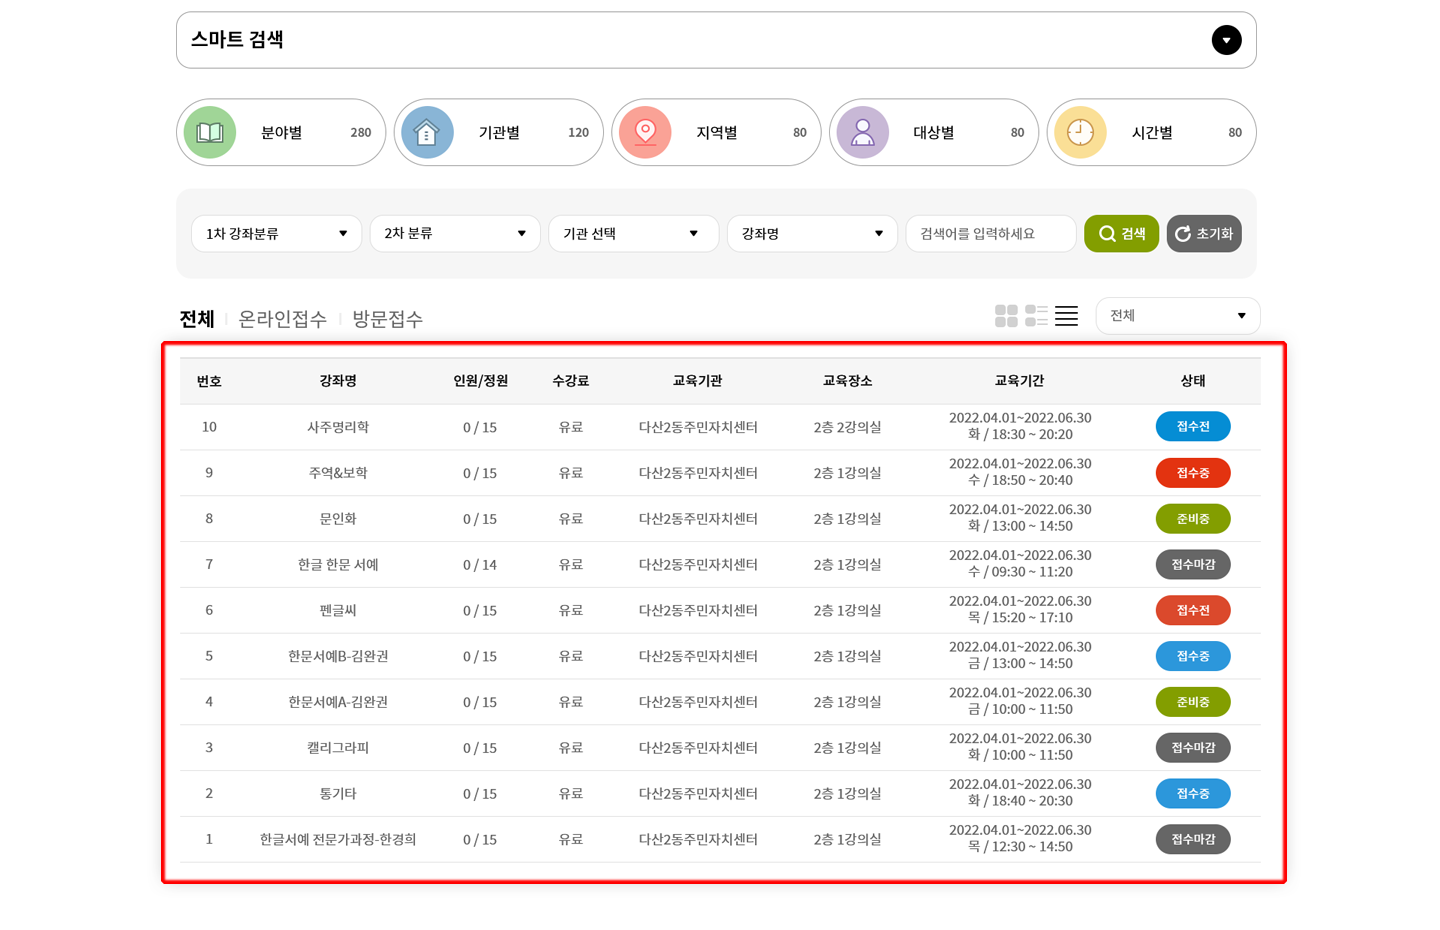 스마트 검색
분야별 280 기관별 120 지역별 80 대상별 80 시간별 80
1차 강좌분류 2차 분류 기관 선택 강좌명 검색어를 입력하세요 검색 초기화
전체 온라인접수 방문접수 전체
번호 강좌명 인원/정원 수강료 교육기관 교육장소 교육기간 상태
10 사주명리학 0 / 15 유료 다산2동주민자치센터 2층 2강의실 2022.04.01~2022.06.30 접수전
화 / 18:30 ~ 20:20
9 주역&보학 0 / 15 유료 다산2동주민자치센터 2층 1강의실 2022.04.01~2022.06.30 접수중
수 / 18:50 ~ 20:40
8 문인화 0 / 15 유료 다산2동주민자치센터 2층 1강의실 2022.04.01~2022.06.30 준비중
화 / 13:00 ~ 14:50
7 한글 한문 서예 0 / 14 유료 다산2동주민자치센터 2층 1강의실 2022.04.01~2022.06.30 접수마감
수 / 09:30 ~ 11:20
6 펜글씨 0 / 15 유료 다산2동주민자치센터 2층 1강의실 2022.04.01~2022.06.30 접수전
목 / 15:20 ~ 17:10
5 한문서예B-김완권 0 / 15 유료 다산2동주민자치센터 2층 1강의실 2022.04.01~2022.06.30 접수중
금 / 13:00 ~ 14:50
4 한문서예A-김완권 0 / 15 유료 다산2동주민자치센터 2층 1강의실 2022.04.01~2022.06.30 준비중
금 / 10:00 ~ 11:50
3 캘리그라피 0 / 15 유료 다산2동주민자치센터 2층 1강의실 2022.04.01~2022.06.30 접수마감
화 / 10:00 ~ 11:50
2 통기타 0 / 15 유료 다산2동주민자치센터 2층 1강의실 2022.04.01~2022.06.30 접수중
화 / 18:40 ~ 20:30
1 한글서예 전문가과정-한경희 0 / 15 유료 다산2동주민자치센터 2층 1강의실 2022.04.01~2022.06.30 접수마감
목 / 12:30 ~ 14:50